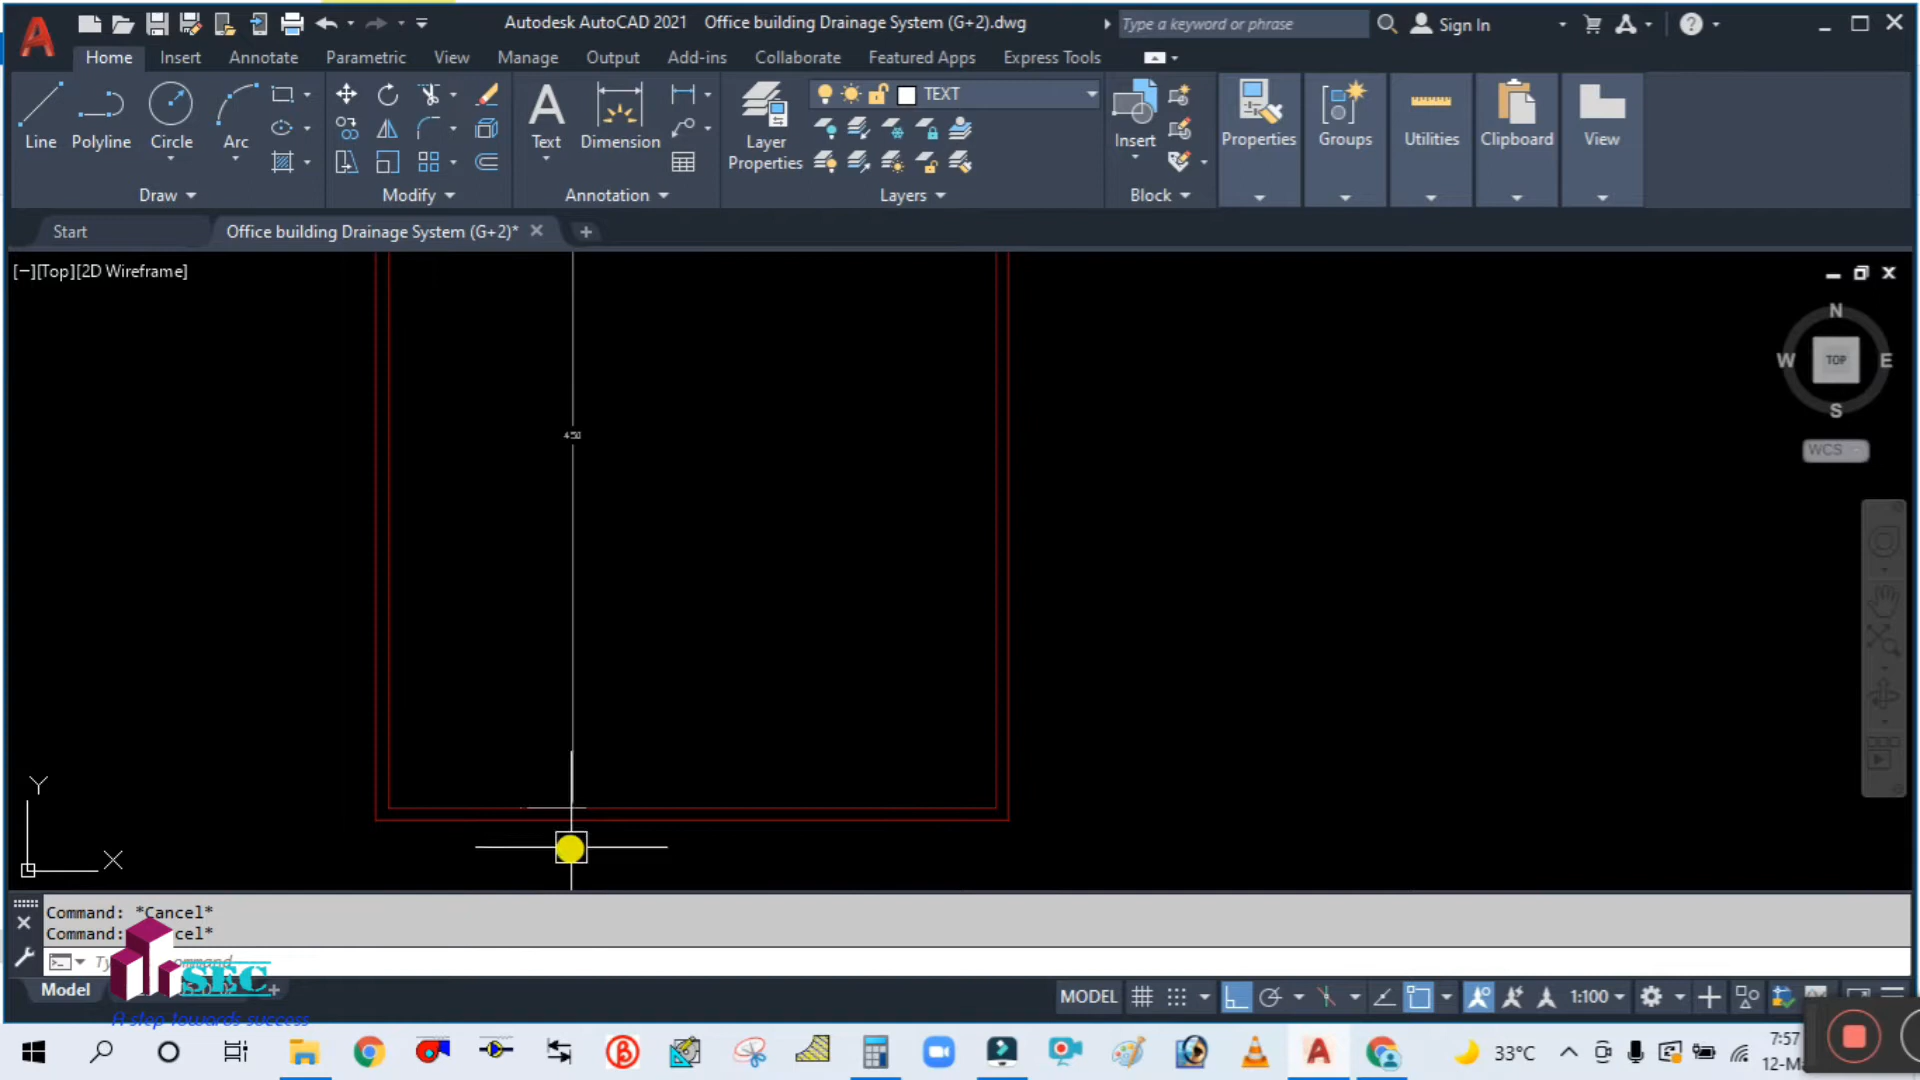 Autodesk AutoCAD 2021 Office building Drainage System (G+2).dwg
Type a keyword or phrase
Sign In
Home Insert Annotate Parametric View Manage Output Add-ins Collaborate Featured Apps Express Tools
TEXT
Line Polyline Circle Arc
Text Dimension
Layer Properties
Insert
Properties Groups Utilities Clipboard View
Draw Modify Annotation Layers Block
Start Office building Drainage System (G+2)*
[−][Top][2D Wireframe]
N
W TOP E
S
WCS
4.50
Y
X
Command: *Cancel*
Command: cel*
SEC
Model
MODEL 1:100
A step towards success
33°C
7:57